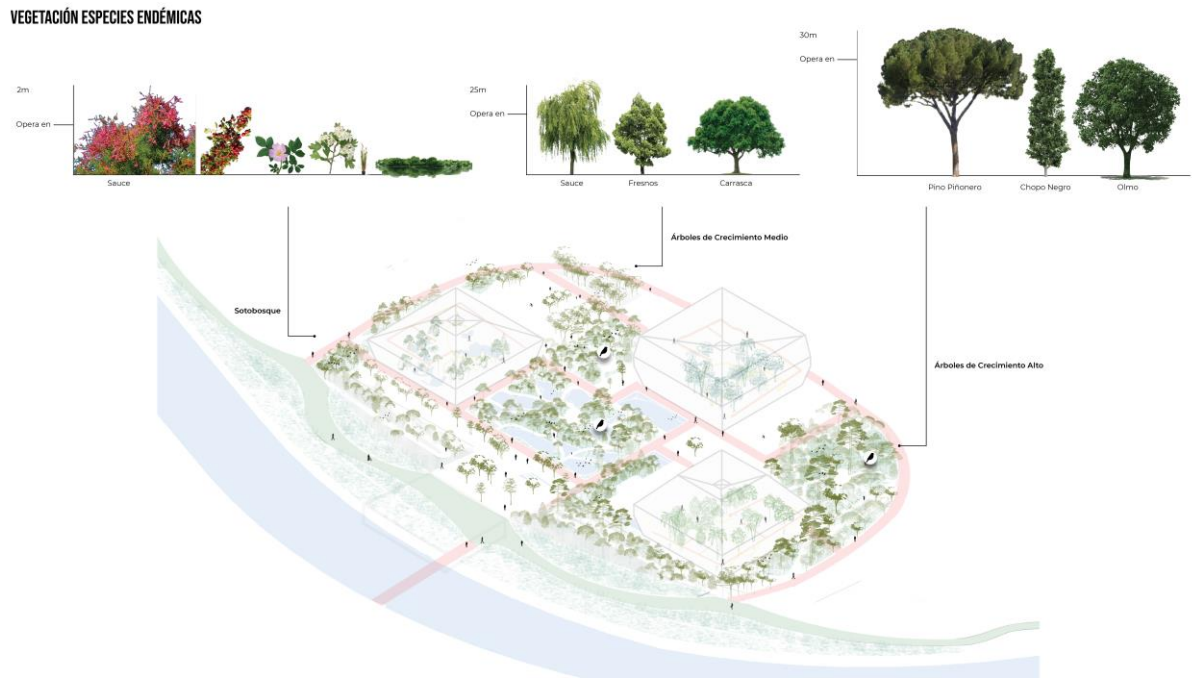 VEGETACIÓN ESPECIES ENDÉMICAS
2m
Opera en
Sauce
25m
Opera en
Sauce
Fresnos
Carrasca
30m
Opera en
Pino Piñonero
Chopo Negro
Olmo
Árboles de Crecimiento Medio
Sotobosque
Árboles de Crecimiento Alto